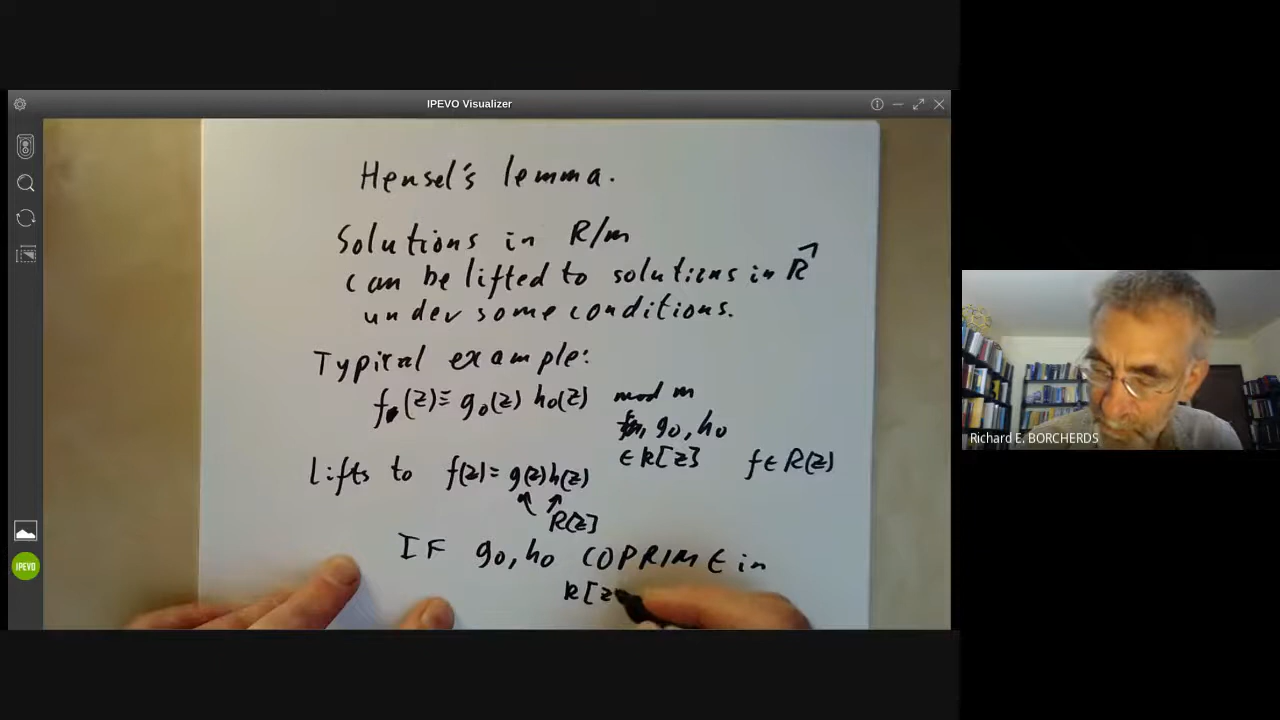 IPEVO Visualizer
Hensel's lemma.
Solutions in R/m
can be lifted to solutions in R̂
under some conditions.
Typical example:
f(z) ≡ g₀(z) h₀(z) mod m
g₀, h₀
∈ k[z] f ∈ R(z)
lifts to f(z) = g(z)h(z)
R[z]
IF g₀, h₀ COPRIME in
k[z
Richard E. BORCHERDS
IPEVO